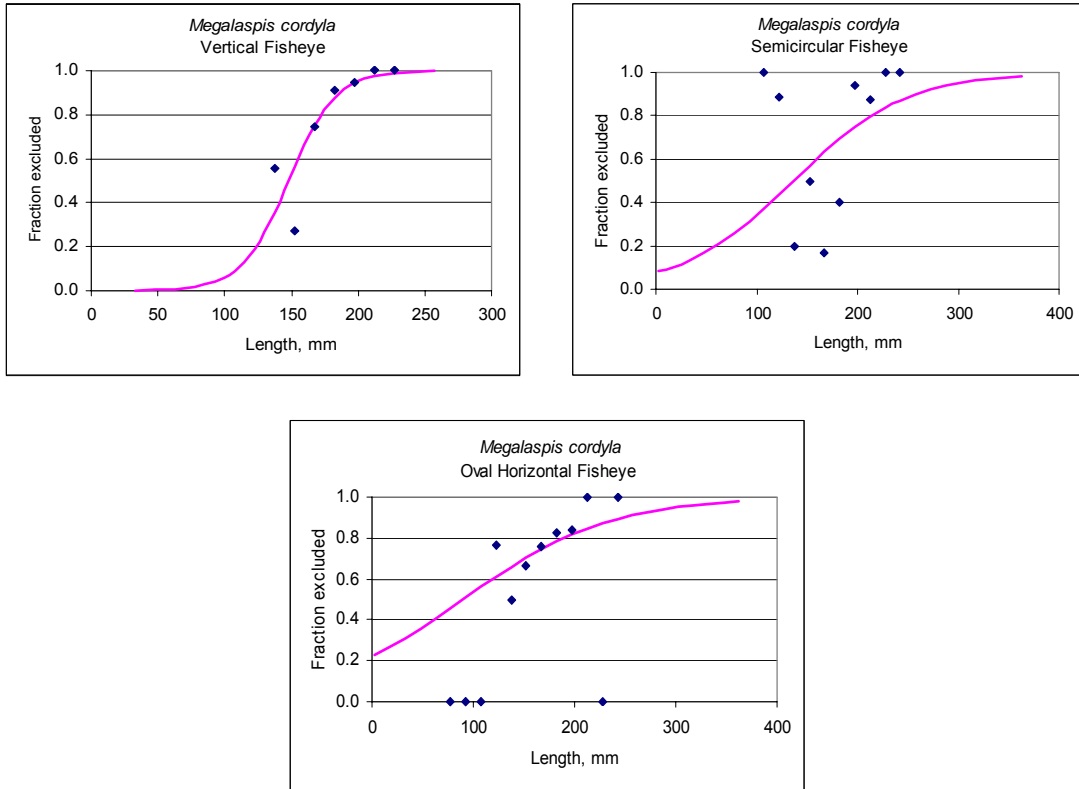 Megalaspis cordyla
Vertical Fisheye
1.0
0.8
0.6
0.4
0.2
0.0
Fraction excluded
0 50 100 150 200 250 300
Length, mm
Megalaspis cordyla
Semicircular Fisheye
1.0
0.8
0.6
0.4
0.2
0.0
Fraction excluded
0 100 200 300 400
Length, mm
Megalaspis cordyla
Oval Horizontal Fisheye
1.0
0.8
0.6
0.4
0.2
0.0
Fraction excluded
0 100 200 300 400
Length, mm